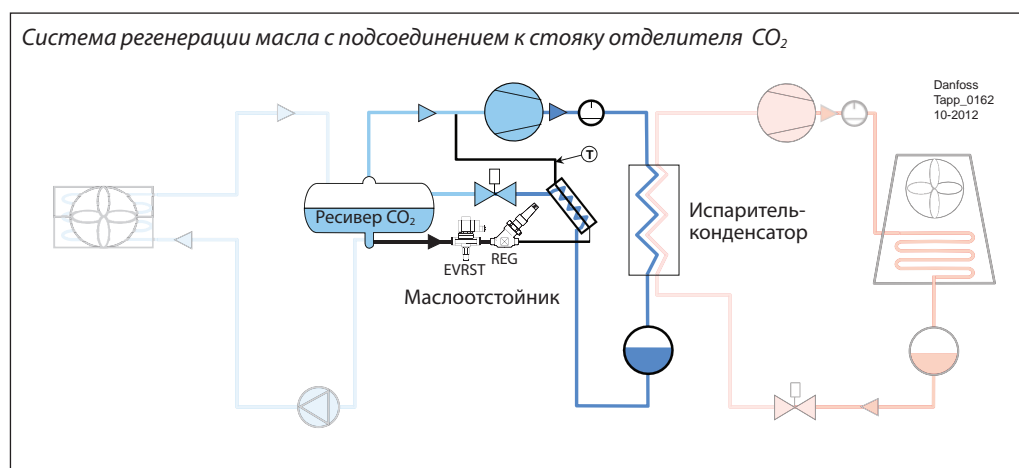 Система регенерации масла с подсоединением к стояку отделителя CO₂
Danfoss
Tapp_0162
10-2012
T
Ресивер CO₂
Испаритель-
конденсатор
EVRST
REG
Маслоотстойник